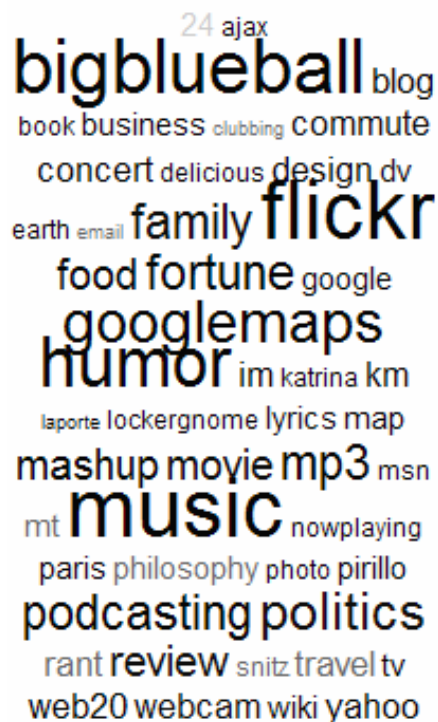 24 ajax
bigblueball blog
book business clubbing commute
concert delicious design dv
earth email family flickr
food fortune google
googlemaps
humor im katrina km
laporte lockergnome lyrics map
mashup movie mp3 msn
mt music nowplaying
paris philosophy photo pirillo
podcasting politics
rant review snitz travel tv
web20 webcam wiki yahoo